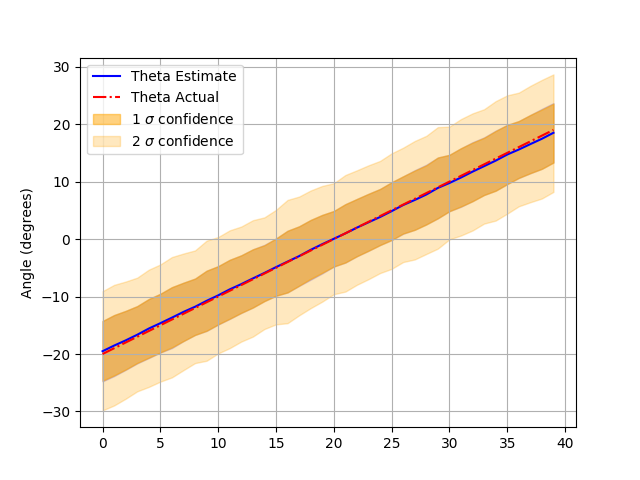 Theta Estimate
Theta Actual
1 σ confidence
2 σ confidence
Angle (degrees)
30
20
10
0
−10
−20
−30
0 5 10 15 20 25 30 35 40